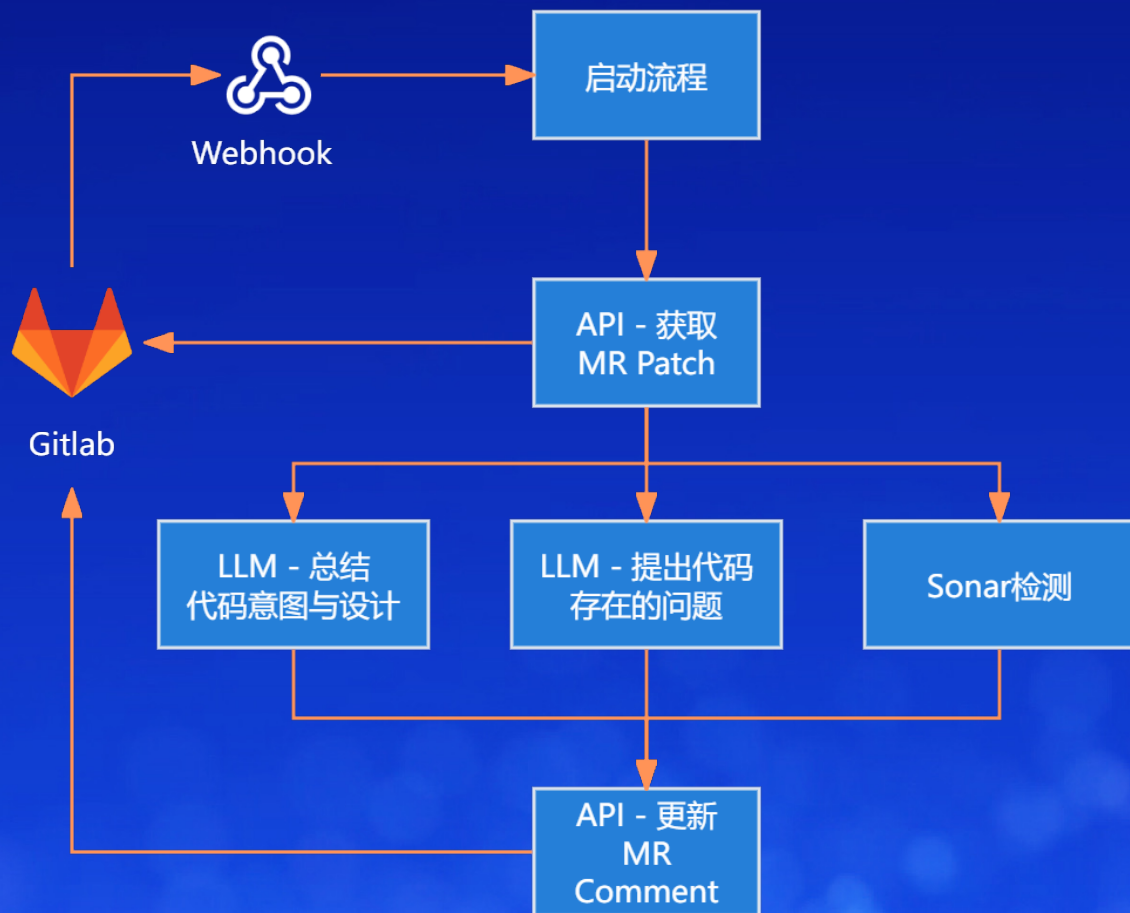 启动流程
Webhook
API - 获取
MR Patch
Gitlab
LLM - 总结
代码意图与设计
LLM - 提出代码
存在的问题
Sonar检测
API - 更新
MR
Comment